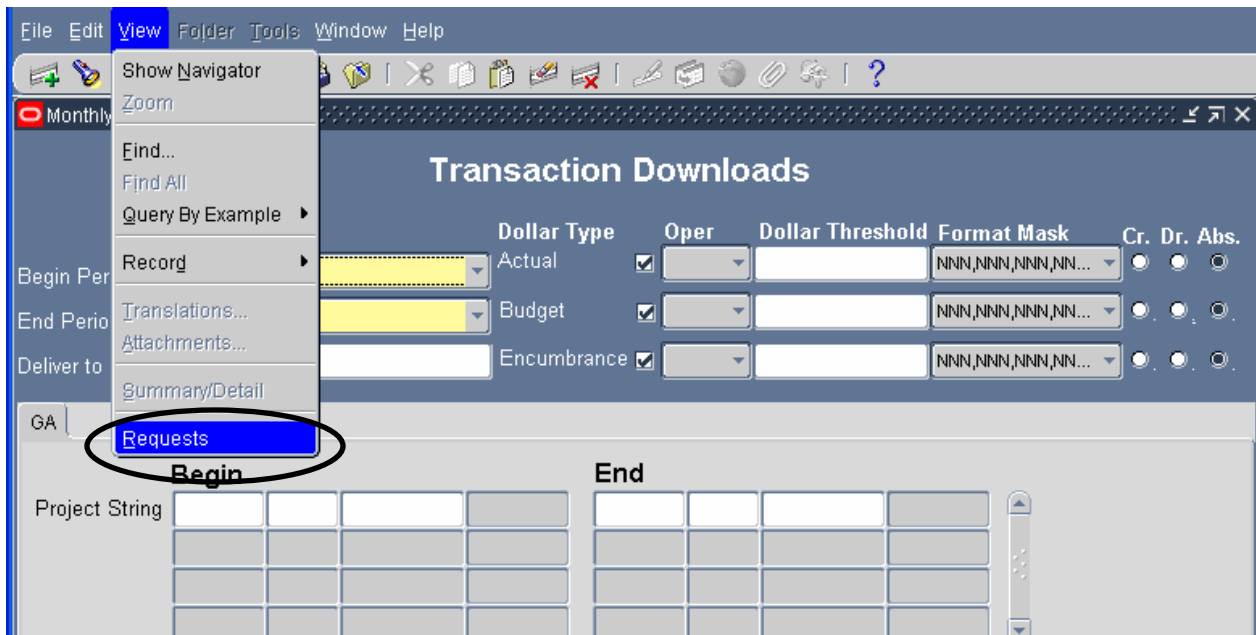 File Edit View Folder Tools Window Help
Show Navigator
Zoom
Monthly
Find...
Find All
Query By Example
Record
Translations...
Attachments...
Summary/Detail
Requests
Transaction Downloads
Dollar Type Oper Dollar Threshold Format Mask Cr. Dr. Abs.
Begin Per Actual NNN,NNN,NNN,NN...
End Perio Budget NNN,NNN,NNN,NN...
Deliver to Encumbrance NNN,NNN,NNN,NN...
GA
Begin End
Project String